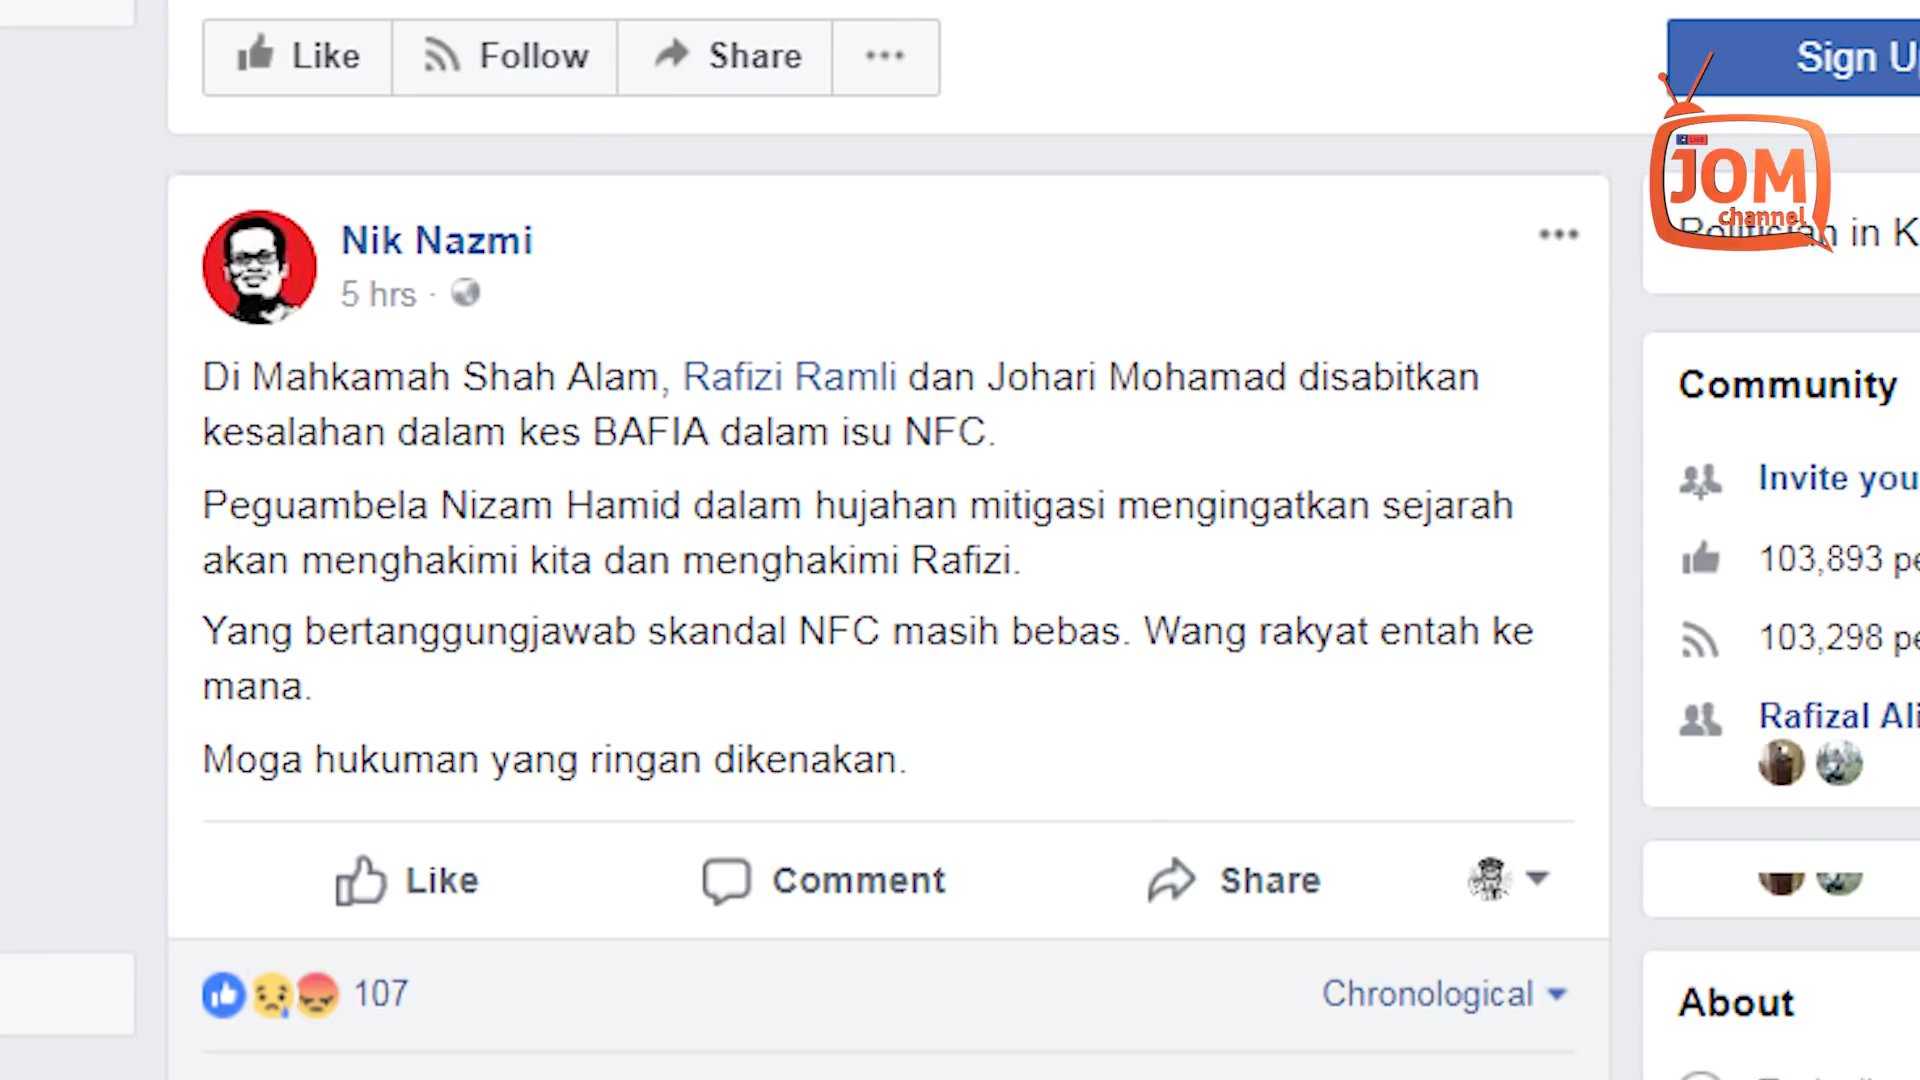 Like Follow Share
Sign U
LIVE
JOM
channel
Politician in K
Nik Nazmi
5 hrs ·
Di Mahkamah Shah Alam, Rafizi Ramli dan Johari Mohamad disabitkan
kesalahan dalam kes BAFIA dalam isu NFC.
Peguambela Nizam Hamid dalam hujahan mitigasi mengingatkan sejarah
akan menghakimi kita dan menghakimi Rafizi.
Yang bertanggungjawab skandal NFC masih bebas. Wang rakyat entah ke
mana.
Moga hukuman yang ringan dikenakan.
Like Comment Share
107 Chronological
Community
Invite you
103,893 pe
103,298 pe
Rafizal Ali
About